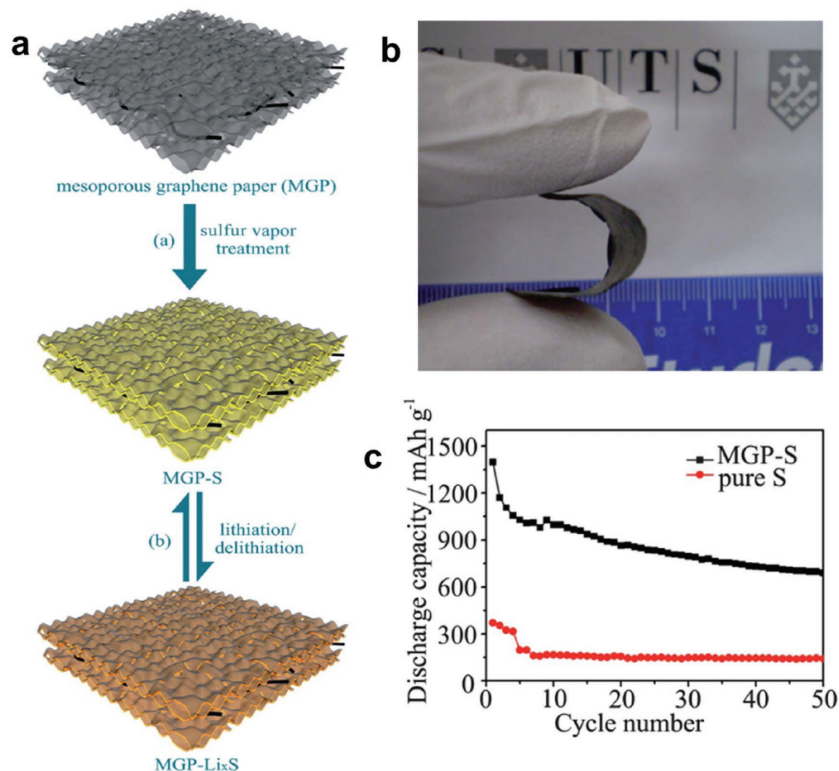 a
mesoporous graphene paper (MGP)
(a)
sulfur vapor
treatment
MGP-S
(b)
lithiation/
delithiation
MGP-LixS
b
U T S
10 11 12 13
c
Discharge capacity / mAh g-1
1500
1200
900
600
300
0
MGP-S
pure S
0 10 20 30 40 50
Cycle number